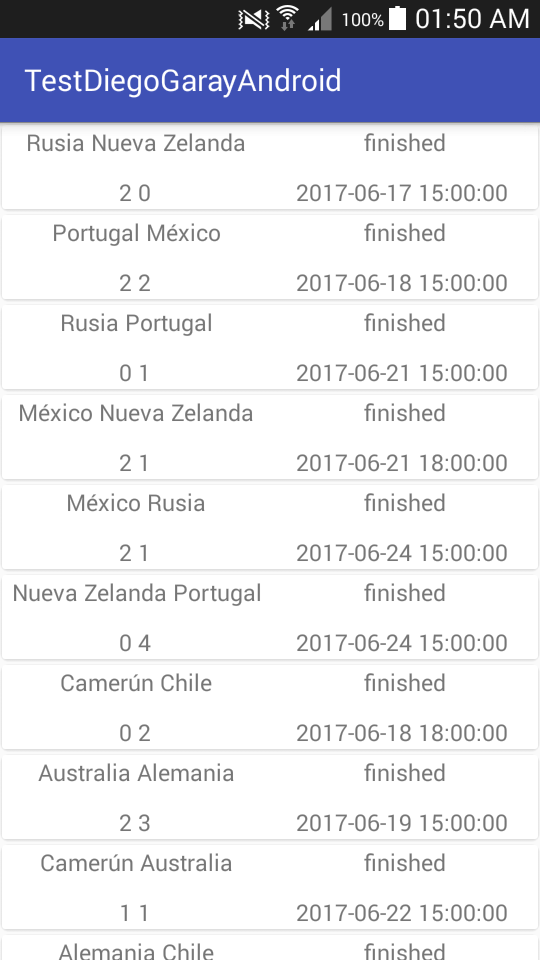 100% 01:50 AM
TestDiegoGarayAndroid
Rusia Nueva Zelanda finished
2 0 2017-06-17 15:00:00
Portugal México finished
2 2 2017-06-18 15:00:00
Rusia Portugal finished
0 1 2017-06-21 15:00:00
México Nueva Zelanda finished
2 1 2017-06-21 18:00:00
México Rusia finished
2 1 2017-06-24 15:00:00
Nueva Zelanda Portugal finished
0 4 2017-06-24 15:00:00
Camerún Chile finished
0 2 2017-06-18 18:00:00
Australia Alemania finished
2 3 2017-06-19 15:00:00
Camerún Australia finished
1 1 2017-06-22 15:00:00
Alemania Chile finished